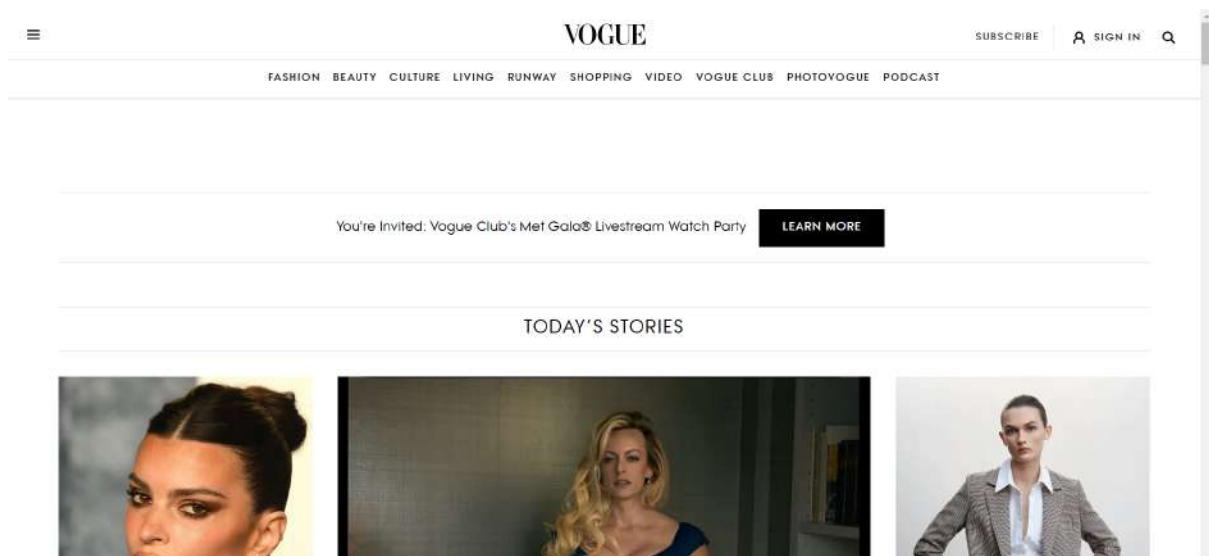 VOGUE
SUBSCRIBE SIGN IN
FASHION BEAUTY CULTURE LIVING RUNWAY SHOPPING VIDEO VOGUE CLUB PHOTOVOGUE PODCAST
You're Invited: Vogue Club's Met Gala® Livestream Watch Party LEARN MORE
TODAY'S STORIES